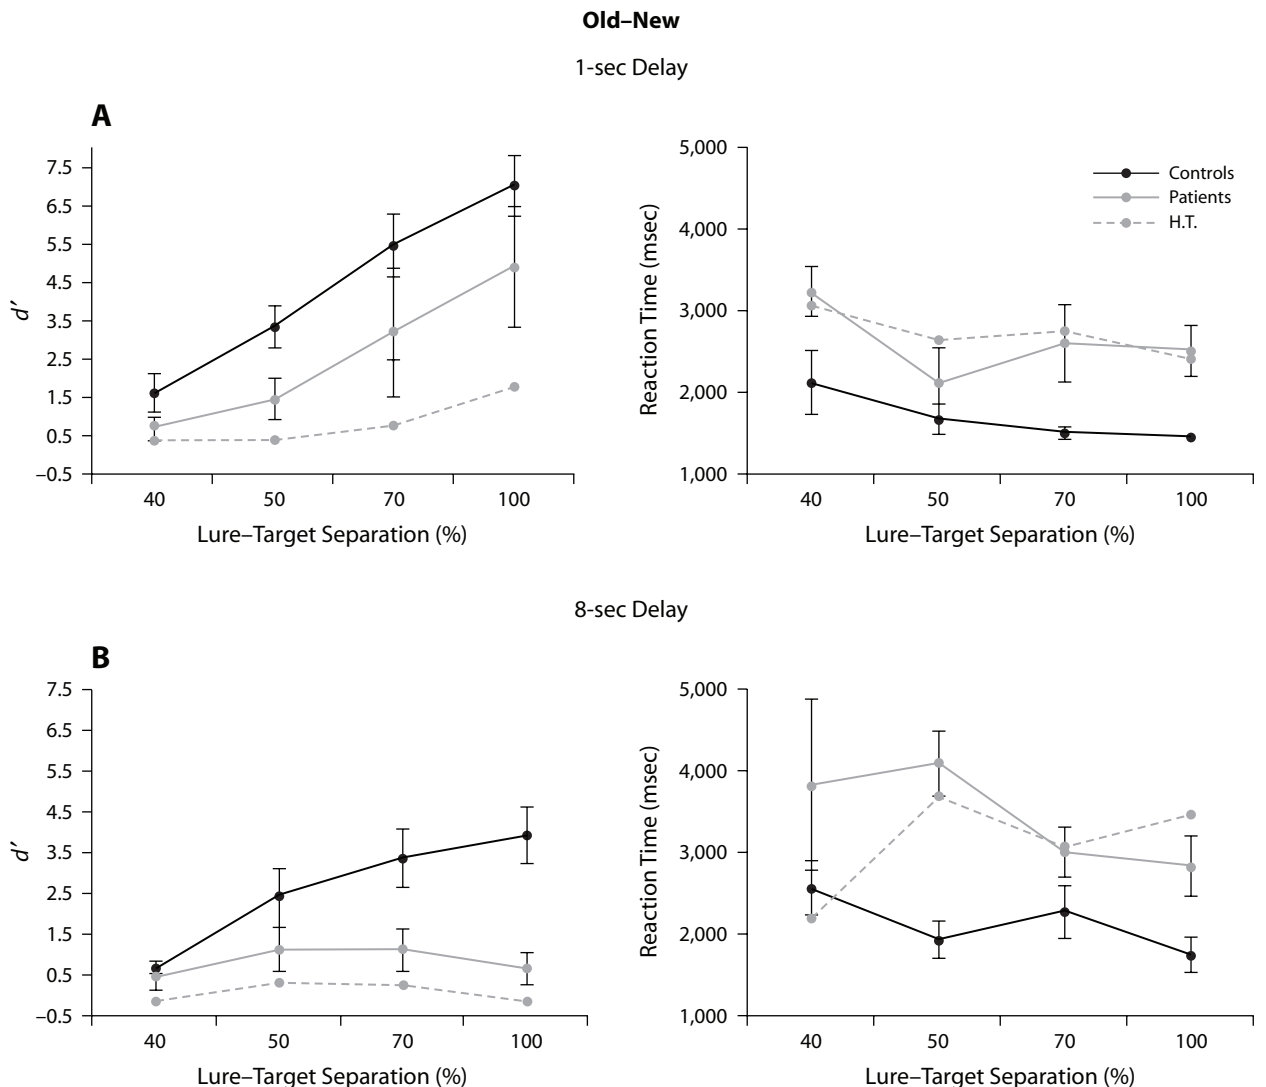 Old–New
1-sec Delay
A
7.5
6.5
5.5
4.5
3.5
2.5
1.5
0.5
–0.5
d′
40 50 70 100
Lure–Target Separation (%)
5,000
4,000
3,000
2,000
1,000
Reaction Time (msec)
Controls
Patients
H.T.
40 50 70 100
Lure–Target Separation (%)
8-sec Delay
B
7.5
6.5
5.5
4.5
3.5
2.5
1.5
0.5
–0.5
d′
40 50 70 100
Lure–Target Separation (%)
5,000
4,000
3,000
2,000
1,000
Reaction Time (msec)
40 50 70 100
Lure–Target Separation (%)